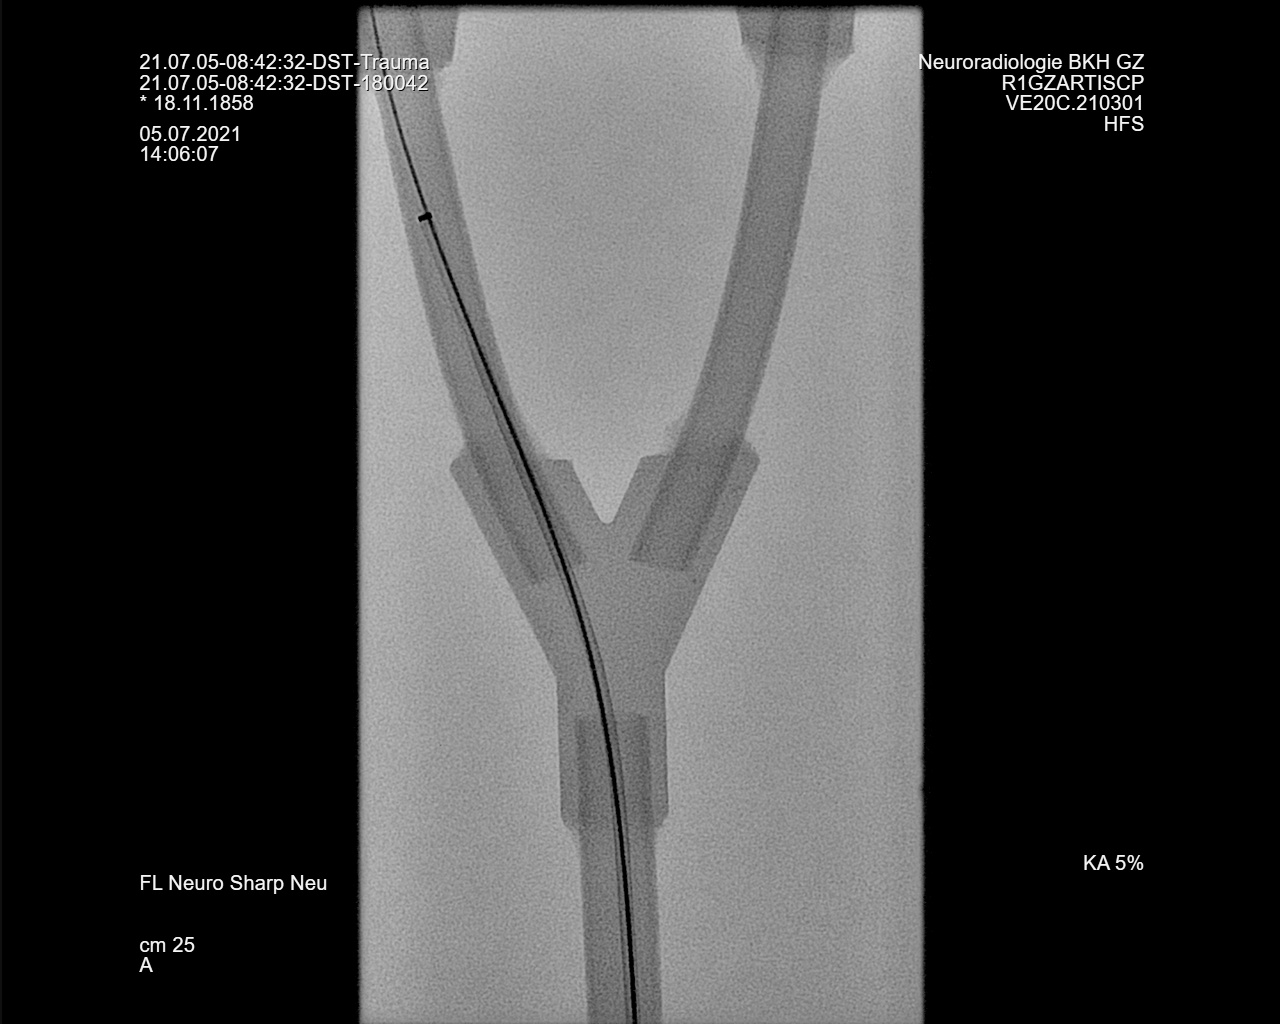 21.07.05-08:42:32-DST-Trauma
21.07.05-08:42:32-DST-180042
* 18.11.1858
05.07.2021
14:06:07
Neuroradiologie BKH GZ
R1GZARTISCP
VE20C.210301
HFS
FL Neuro Sharp Neu
cm 25
A
KA 5%